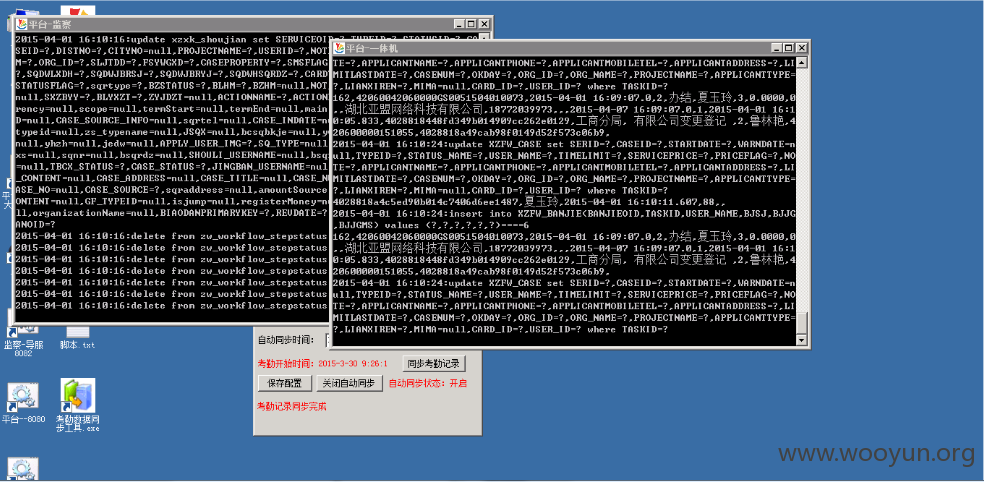 平台-监察
2015-04-01 16:10:16:update xzxk_shoujian set SERVICEOID=?,TYPEID=?,STATUSID=?,CA
SEID=?,DISTNO=?,CITYNO=null,PROJECTNAME=?,USERID=?,NOT
M=?,ORG_ID=?,SLJTDD=?,FSYWGXD=?,CASEPROPERTY=?,SMSFLAG
?,SQDWLXDH=?,SQDWJBRSJ=?,SQDWJBRYJ=?,SQDWHSQRDZ=?,CARD
STATUSFLAG=?,sqrtype=?,BZSTATUS=?,BLHM=?,BZHM=null,NOT
null,SXZBYY=?,BLYXZT=?,ZYJDZT=null,ACTIONNAME=?,ACTION
rency=null,scope=null,termStart=null,termEnd=null,main
D=null,CASE_SOURCE_INFO=null,sqrtel=null,CASE_INDATE=n
typeid=null,zs_typename=null,JSQX=null,bcsqbkje=null,y
null,yhzh=null,jedw=null,APPLY_USER_IMG=?,SQ_TYPE=null
xs=null,sqnr=null,bsqrdz=null,SHOULI_USERNAME=null,bsq
null,TBCX_STATUS=?,CASE_STATUS=?,JINGBAN_USERNAME=null
_CONTENT=null,CASE_ADDRESS=null,CASE_TITLE=null,CASE_N
ASE_NO=null,CASE_SOURCE=?,sqraddress=null,amountSource
ONTENT=null,GF_TYPEID=null,isjump=null,registerMoney=n
ll,organizationName=null,BIAODANPRIMARYKEY=?,REVDATE=?
ANOID=?
2015-04-01 16:10:16:delete from zw_workflow_stepstatus
2015-04-01 16:10:16:delete from zw_workflow_stepstatus
2015-04-01 16:10:16:delete from zw_workflow_stepstatus
2015-04-01 16:10:16:delete from zw_workflow_stepstatus
2015-04-01 16:10:16:delete from zw_workflow_stepstatus
2015-04-01 16:10:16:delete from zw_workflow_stepstatus
2015-04-01 16:10:16:delete from zw_workflow_stepstatus
平台-一体机
TE=?,APPLICANTNAME=?,APPLICANTPHONE=?,APPLICANTMOBILETEL=?,APPLICANTADDRESS=?,LI
MITLASTDATE=?,CASENUM=?,OKDAY=?,ORG_ID=?,ORG_NAME=?,PROJECTNAME=?,APPLICANTTYPE
=?,LIANXIREN=?,MIMA=null,CARD_ID=?,USER_ID=? where TASKID=?
162,42060042060000GS0051504010073,2015-04-01 16:09:07.0,2,办结,夏玉玲,3,0.0000,0
,,湖北亚盟网络科技有限公司,18772039973,,,2015-04-07 16:09:07.0,1,2015-04-01 16:1
0:05.833,4028818448fd349b014909cc262e0129,工商分局, 有限公司变更登记 ,2,鲁林艳,4
20600000151055,4028818a49cab98f0149d52f573c06b9,
2015-04-01 16:10:24:update XZFW_CASE set SERID=?,CASEID=?,STARTDATE=?,WARNDATE=n
ull,TYPEID=?,STATUS_NAME=?,USER_NAME=?,TIMELIMIT=?,SERVICEPRICE=?,PRICEFLAG=?,NO
TE=?,APPLICANTNAME=?,APPLICANTPHONE=?,APPLICANTMOBILETEL=?,APPLICANTADDRESS=?,LI
MITLASTDATE=?,CASENUM=?,OKDAY=?,ORG_ID=?,ORG_NAME=?,PROJECTNAME=?,APPLICANTTYPE
=?,LIANXIREN=?,MIMA=null,CARD_ID=?,USER_ID=? where TASKID=?
4028818a4c5ed90b014c7406d6ee1487,夏玉玲,2015-04-01 16:10:11.607,88,,
2015-04-01 16:10:24:insert into XZFW_BANJIE(BANJIEOID,TASKID,USER_NAME,BJSJ,BJJG
,BJJGMS) values (?,?,?,?,?,?)----6
162,42060042060000GS0051504010073,2015-04-01 16:09:07.0,2,办结,夏玉玲,3,0.0000,0
,,湖北亚盟网络科技有限公司,18772039973,,,2015-04-07 16:09:07.0,1,2015-04-01 16:1
0:05.833,4028818448fd349b014909cc262e0129,工商分局, 有限公司变更登记 ,2,鲁林艳,4
20600000151055,4028818a49cab98f0149d52f573c06b9,
2015-04-01 16:10:24:update XZFW_CASE set SERID=?,CASEID=?,STARTDATE=?,WARNDATE=n
ull,TYPEID=?,STATUS_NAME=?,USER_NAME=?,TIMELIMIT=?,SERVICEPRICE=?,PRICEFLAG=?,NO
TE=?,APPLICANTNAME=?,APPLICANTPHONE=?,APPLICANTMOBILETEL=?,APPLICANTADDRESS=?,LI
MITLASTDATE=?,CASENUM=?,OKDAY=?,ORG_ID=?,ORG_NAME=?,PROJECTNAME=?,APPLICANTTYPE
=?,LIANXIREN=?,MIMA=null,CARD_ID=?,USER_ID=? where TASKID=?
自动同步时间:
考勤开始时间: 2015-3-30 9:26:1
同步考勤记录
保存配置
关闭自动同步
自动同步状态: 开启
考勤记录同步完成
监察-导服
8082
脚本.txt
平台--8080
考勤数据同
步工具.exe
www.wooyun.org